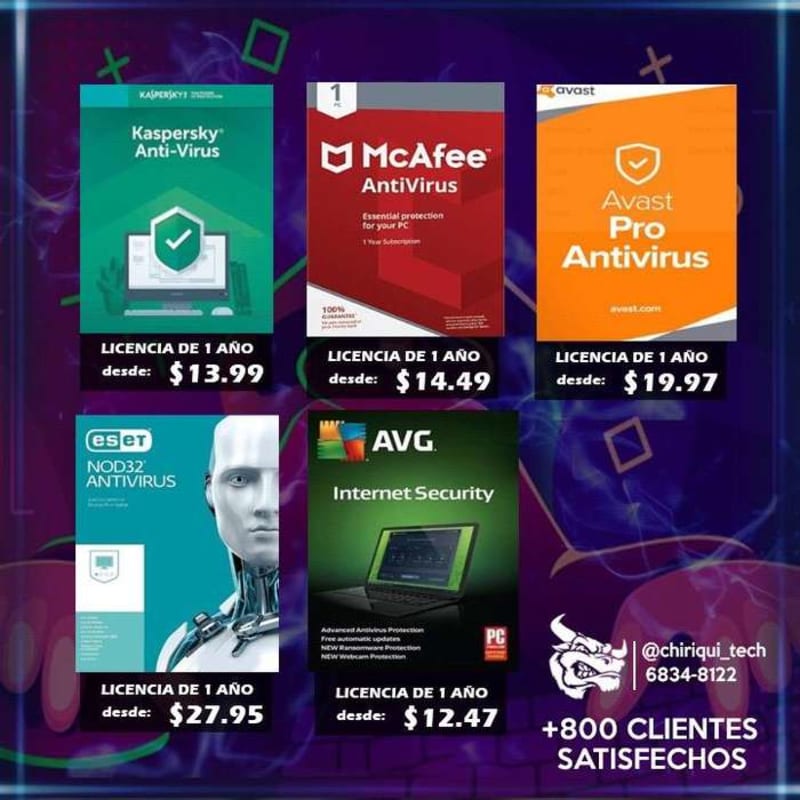 KASPERSKY
Kaspersky®
Anti-Virus
LICENCIA DE 1 AÑO
desde: $13.99
1
PC
McAfee™
AntiVirus
Essential protection
for your PC
1 Year Subscription
100%
GUARANTEE
LICENCIA DE 1 AÑO
desde: $14.49
avast
Avast
Pro
Antivirus
avast.com
LICENCIA DE 1 AÑO
desde: $19.97
eset
NOD32®
ANTIVIRUS
LICENCIA DE 1 AÑO
desde: $27.95
AVG.
Internet Security
Advanced Antivirus Protection
Free automatic updates
NEW Ransomware Protection
NEW Webcam Protection
PC
LICENCIA DE 1 AÑO
desde: $12.47
@chiriqui_tech
6834-8122
+800 CLIENTES
SATISFECHOS